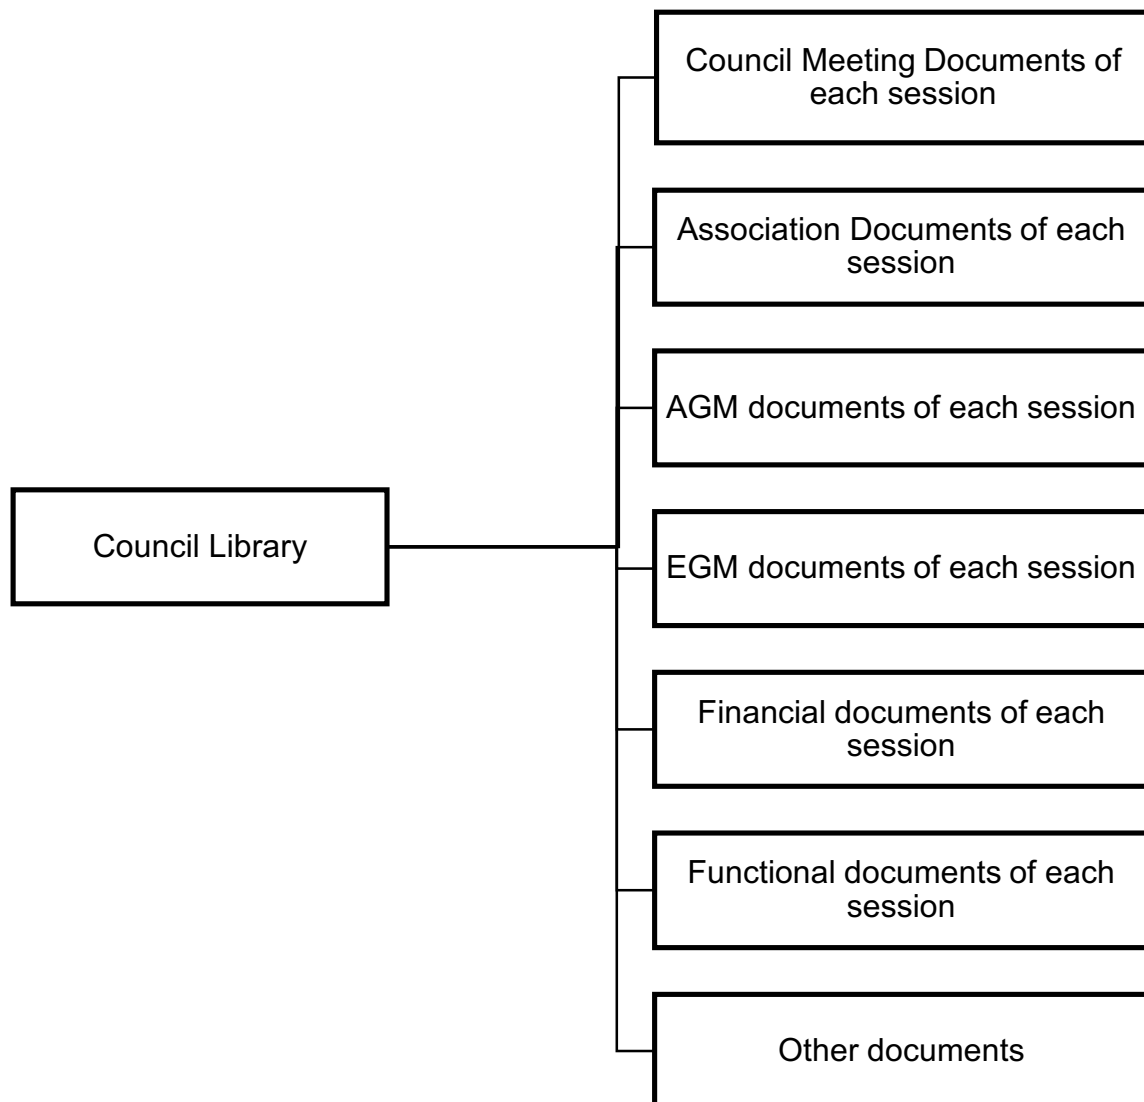 Council Meeting Documents of
each session
Association Documents of each
session
AGM documents of each session
Council Library
EGM documents of each session
Financial documents of each
session
Functional documents of each
session
Other documents